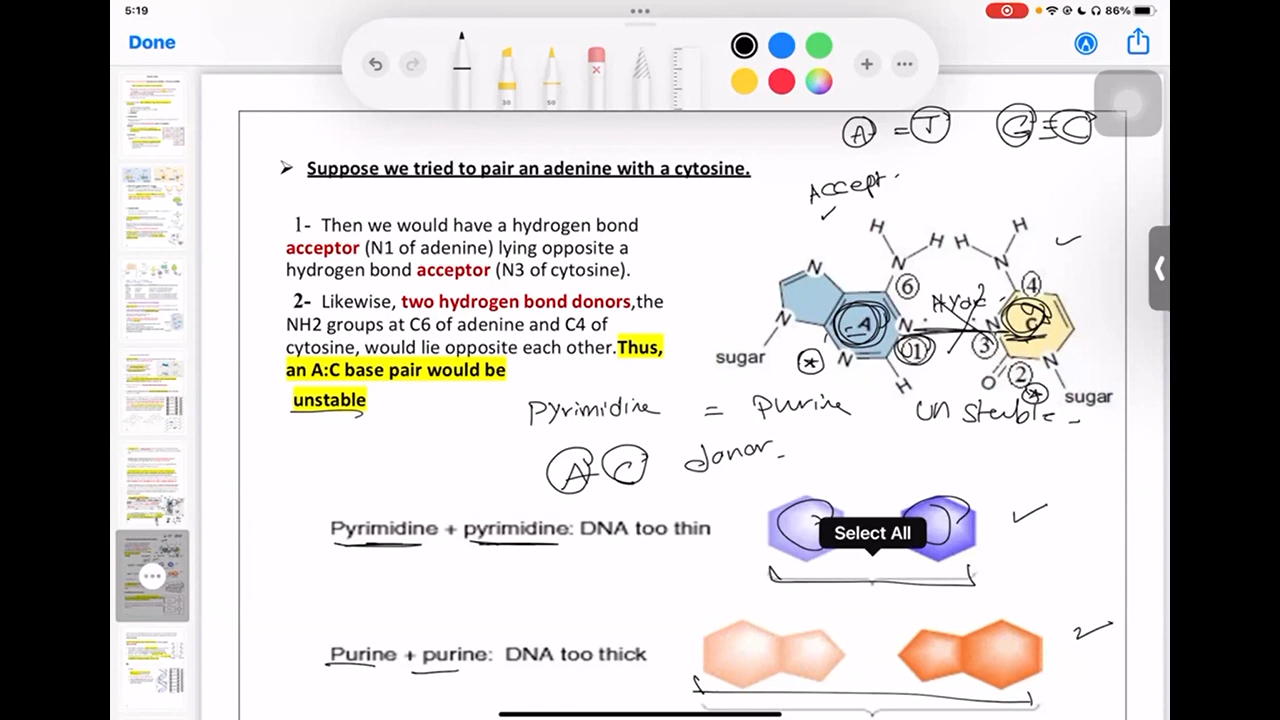 5:19
86%
Done
30
50
A = T G ≡ C
➢ Suppose we tried to pair an adenine with a cytosine.
Accept.
1- Then we would have a hydrogen bond
acceptor (N1 of adenine) lying opposite a
hydrogen bond acceptor (N3 of cytosine).
2- Likewise, two hydrogen bond donors,the
NH2 groups at C6 of adenine and C4 of
cytosine, would lie opposite each other.Thus,
an A:C base pair would be
unstable
H H H H
N N N
6 4
A C
N N N
1 3
N N
H O 2
sugar
sugar
pyrimidine = purine unstable
A C donor
Pyrimidine + pyrimidine: DNA too thin
Select All
Purine + purine: DNA too thick